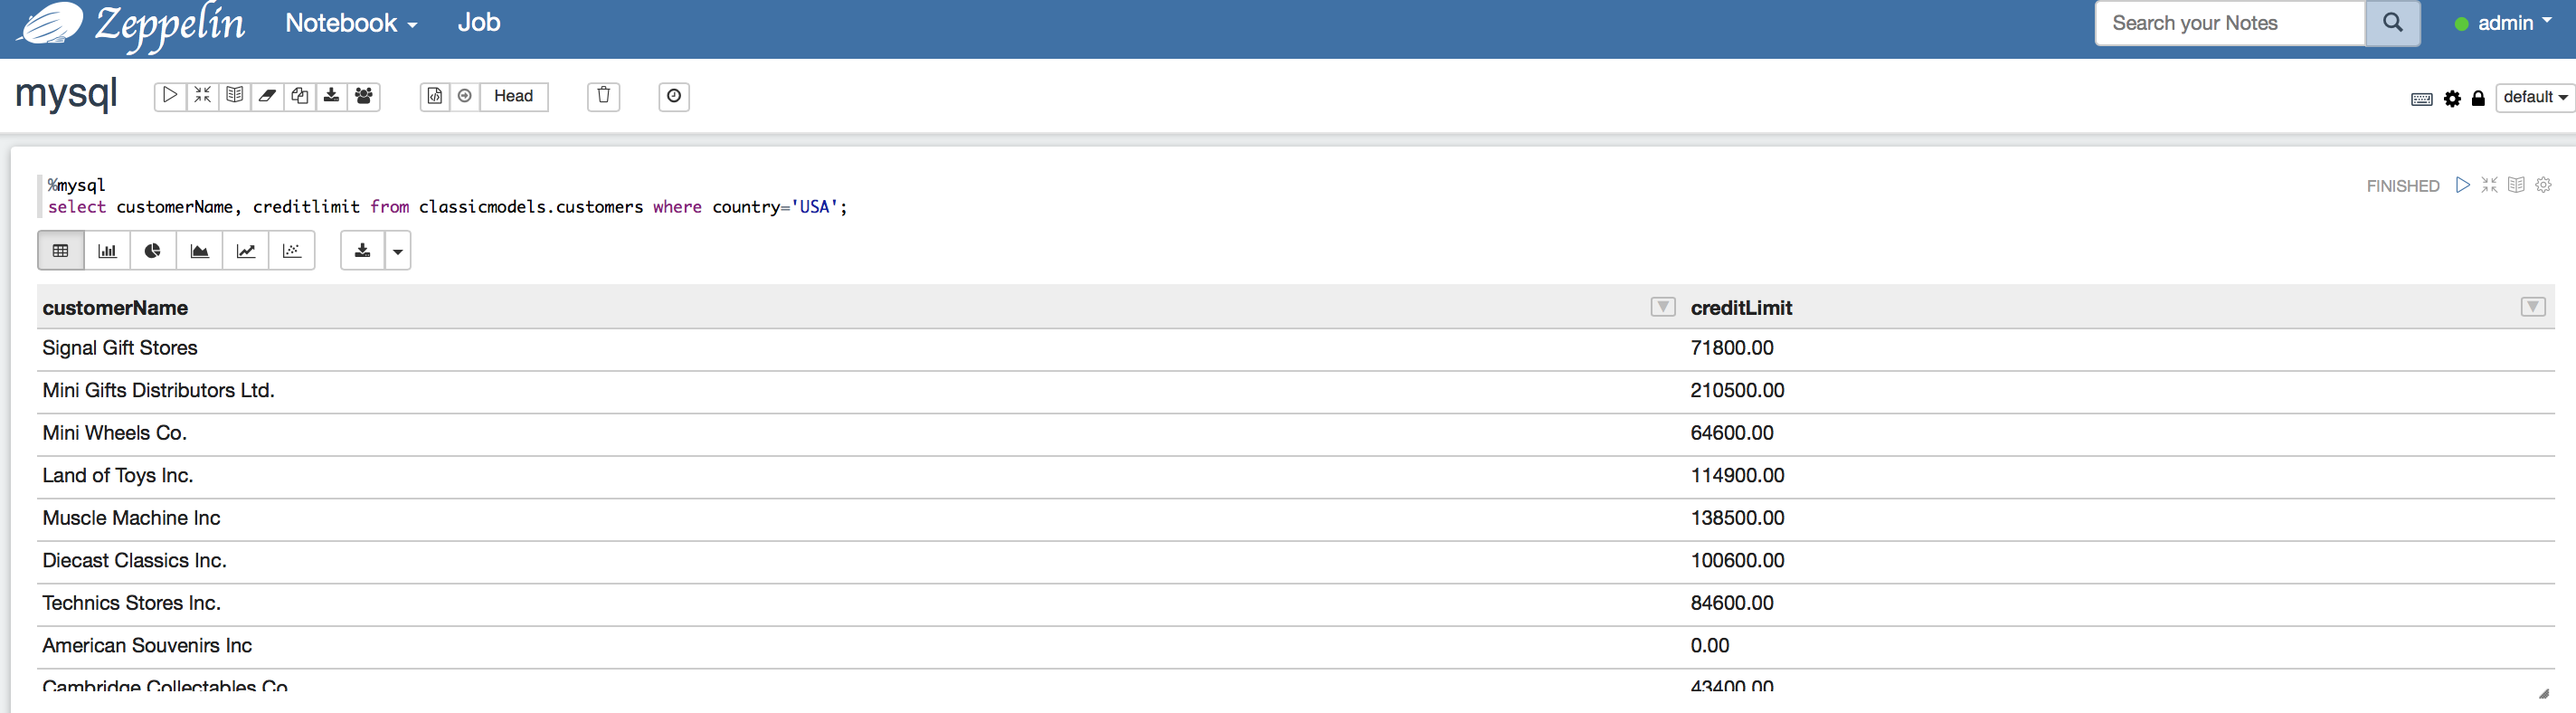 Zeppelin Notebook Job Search your Notes admin
mysql Head default
%mysql
FINISHED
select customerName, creditlimit from classicmodels.customers where country='USA';
customerName creditLimit
Signal Gift Stores 71800.00
Mini Gifts Distributors Ltd. 210500.00
Mini Wheels Co. 64600.00
Land of Toys Inc. 114900.00
Muscle Machine Inc 138500.00
Diecast Classics Inc. 100600.00
Technics Stores Inc. 84600.00
American Souvenirs Inc 0.00
Cambridge Collectables Co 43400.00